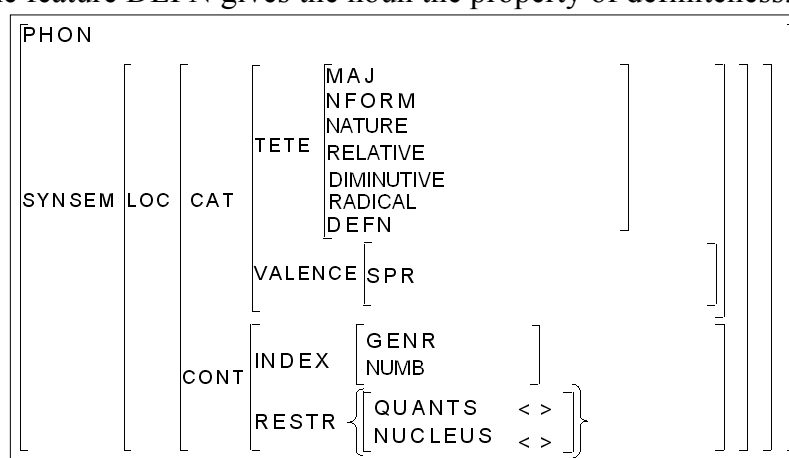 e feature DEFN gives the noun the property of definiteness.
PHON
MAJ
NFORM
NATURE
TETE
RELATIVE
DIMINUTIVE
SYNSEM LOC CAT
RADICAL
DEFN
VALENCE SPR
GENR
INDEX
NUMB
CONT
QUANTS < >
RESTR
NUCLEUS < >